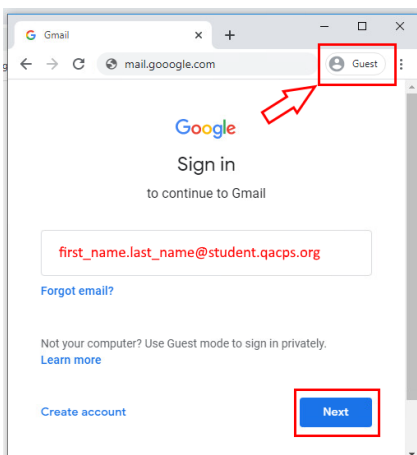 Gmail
mail.gooogle.com
Guest
Google
Sign in
to continue to Gmail
first_name.last_name@student.qacps.org
Forgot email?
Not your computer? Use Guest mode to sign in privately.
Learn more
Create account
Next